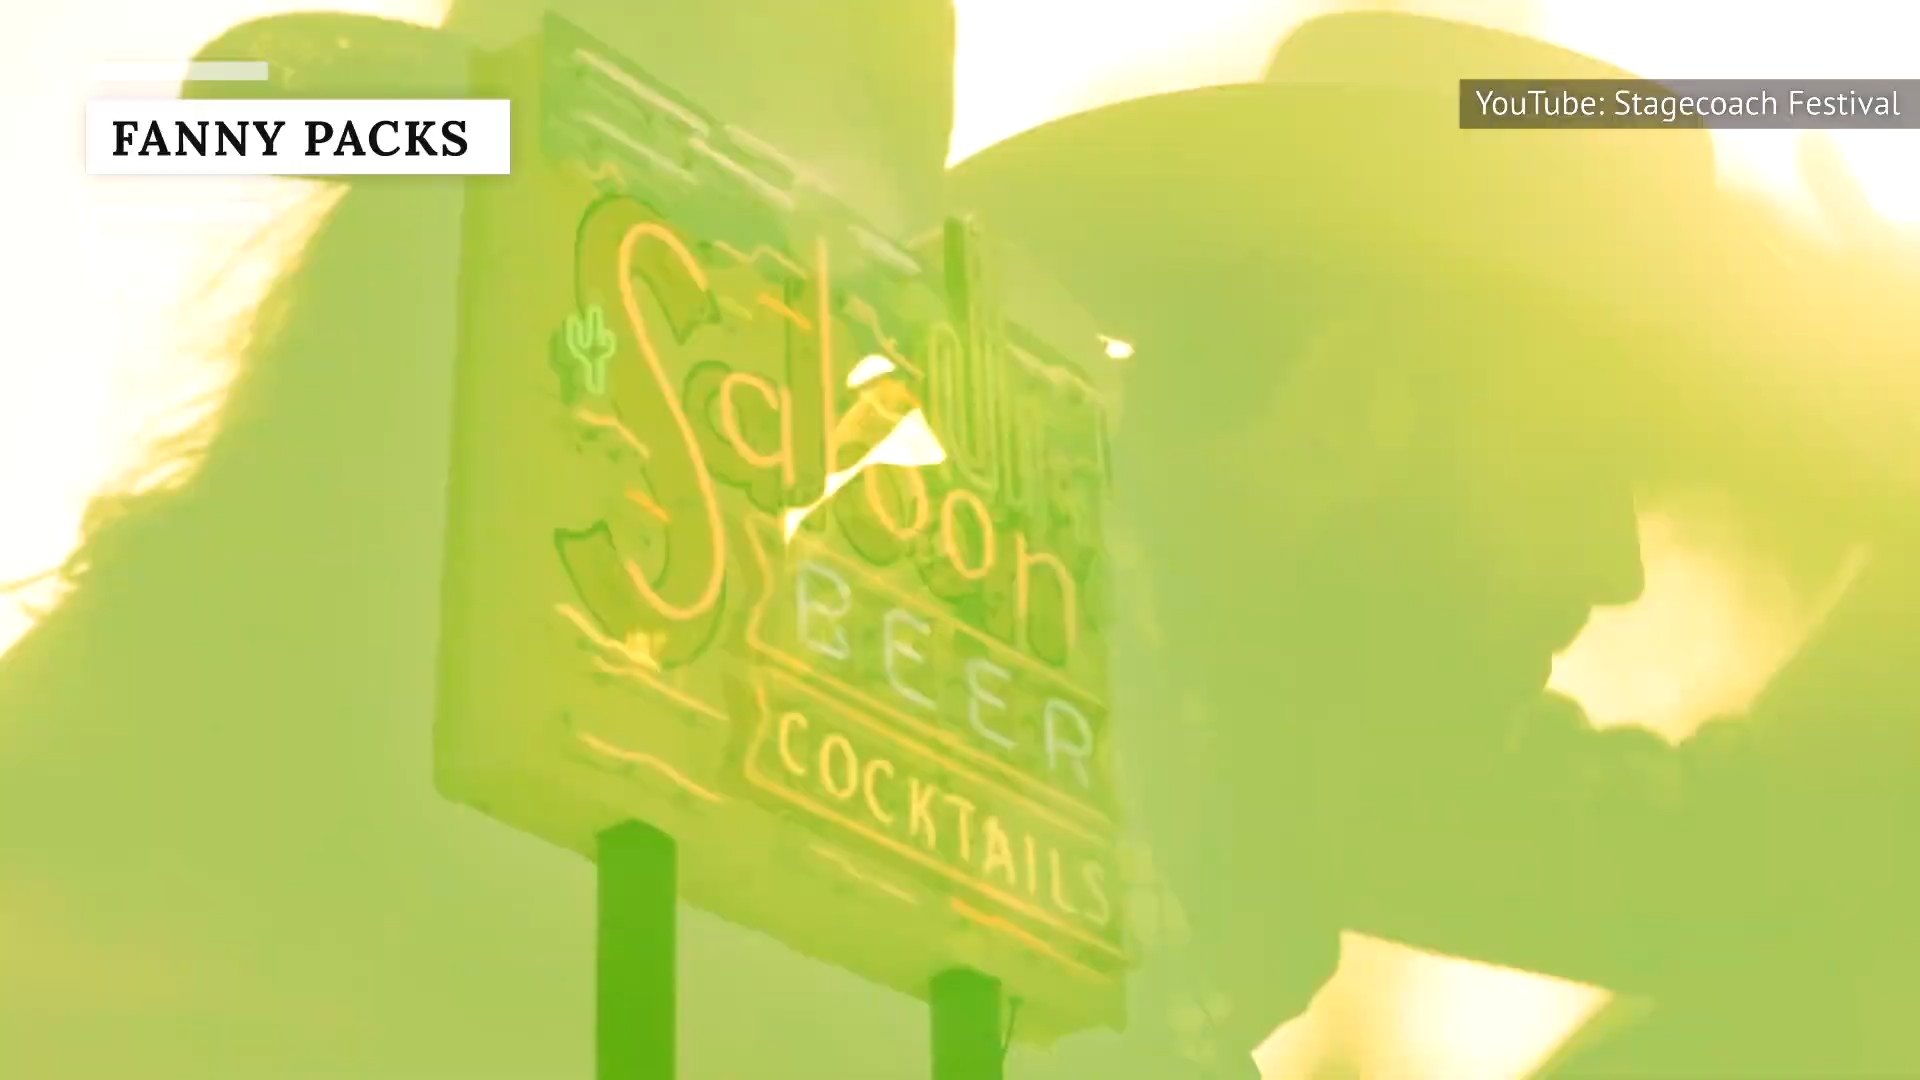 FANNY PACKS
YouTube: Stagecoach Festival
Saloon
BEER
COCKTAILS